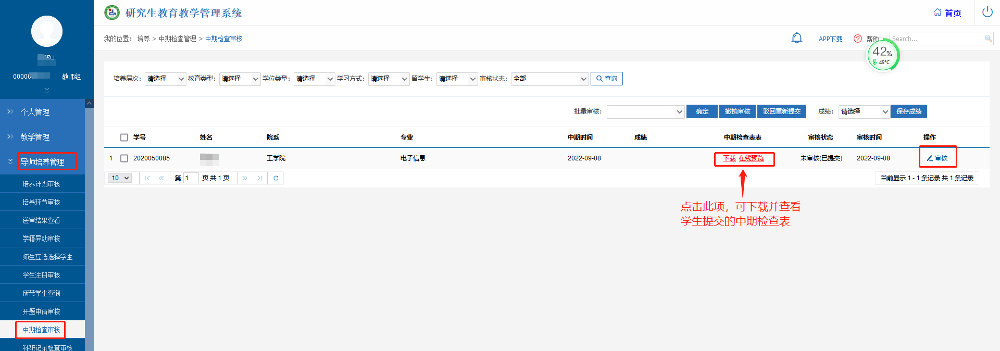 研究生教育教学管理系统
首页
我的位置： 培养 > 中期检查管理 > 中期检查审核
APP下载
帮助
Search...
42%
45°C
00000
教师组
个人管理
教学管理
导师培养管理
培养计划审核
培养环节审核
送审结果查看
学籍异动审核
师生互选选择学生
学生注册审核
所带学生查询
开题申请审核
中期检查审核
科研记录检查审核
培养层次： 请选择 教育类型： 请选择 学位类型： 请选择 学习方式： 请选择 留学生： 请选择 审核状态： 全部 查询
批量审核： 确定 撤销审核 驳回重新提交 成绩： 请选择 保存成绩
学号 姓名 院系 专业 中期时间 成绩 中期检查表表 审核状态 审核时间 操作
1 2020050085 工学院 电子信息 2022-09-08 下载 在线预览 未审核(已提交) 2022-09-08 审核
10 第 1 页 共 1 页 当前显示 1 - 1 条记录 共 1 条记录
点击此项，可下载并查看
学生提交的中期检查表